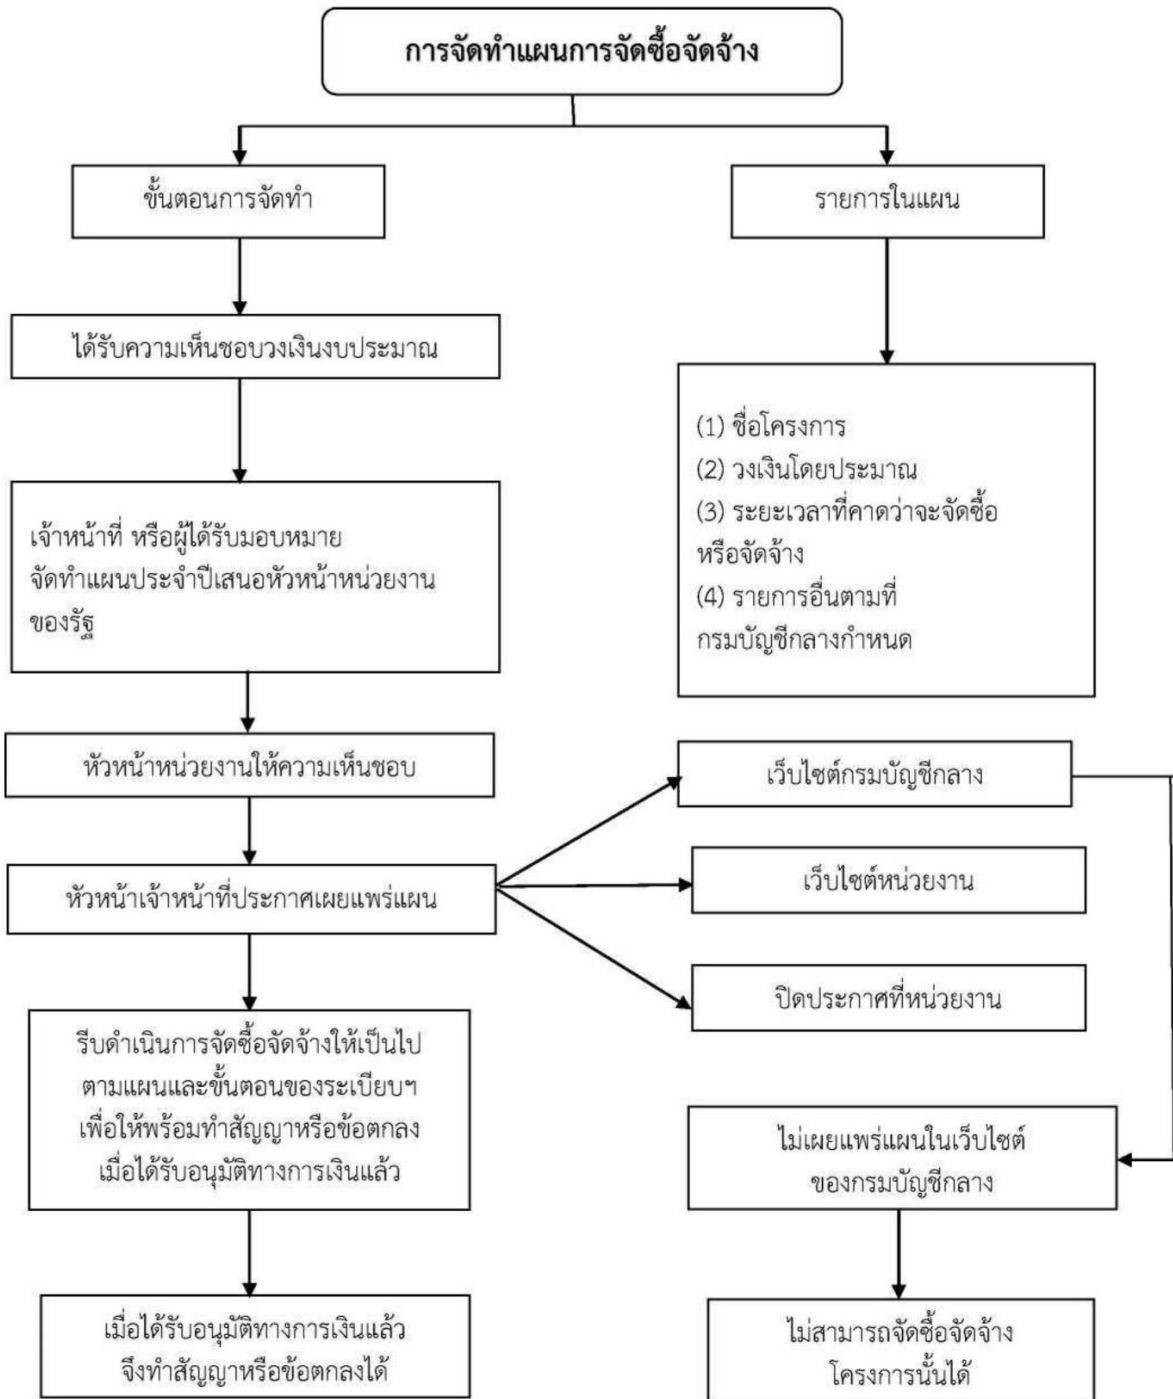 การจัดทำแผนการจัดซื้อจัดจ้าง
ขั้นตอนการจัดทำ
รายการในแผน
ได้รับความเห็นชอบวงเงินงบประมาณ
(1) ชื่อโครงการ
(2) วงเงินโดยประมาณ
(3) ระยะเวลาที่คาดว่าจะจัดซื้อ
หรือจัดจ้าง
(4) รายการอื่นตามที่
กรมบัญชีกลางกำหนด
เจ้าหน้าที่ หรือผู้ได้รับมอบหมาย
จัดทำแผนประจำปีเสนอหัวหน้าหน่วยงาน
ของรัฐ
หัวหน้าหน่วยงานให้ความเห็นชอบ
เว็บไซต์กรมบัญชีกลาง
หัวหน้าเจ้าหน้าที่ประกาศเผยแพร่แผน
เว็บไซต์หน่วยงาน
ปิดประกาศที่หน่วยงาน
รีบดำเนินการจัดซื้อจัดจ้างให้เป็นไป
ตามแผนและขั้นตอนของระเบียบฯ
เพื่อให้พร้อมทำสัญญาหรือข้อตกลง
เมื่อได้รับอนุมัติทางการเงินแล้ว
ไม่เผยแพร่แผนในเว็บไซต์
ของกรมบัญชีกลาง
เมื่อได้รับอนุมัติทางการเงินแล้ว
จึงทำสัญญาหรือข้อตกลงได้
ไม่สามารถจัดซื้อจัดจ้าง
โครงการนั้นได้